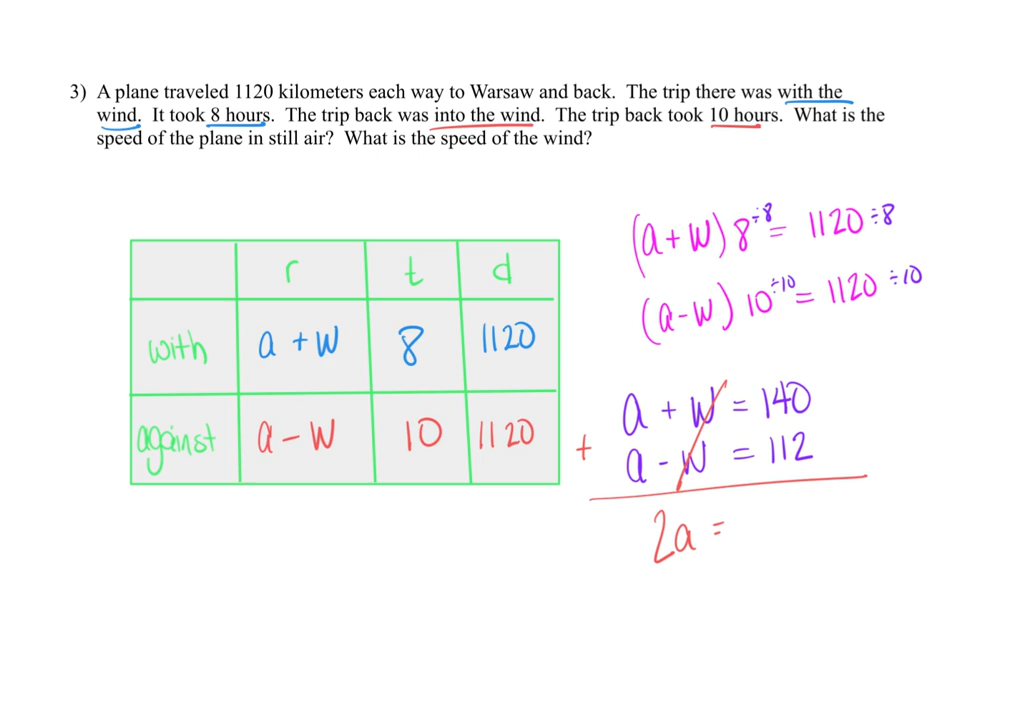 3) A plane traveled 1120 kilometers each way to Warsaw and back. The trip there was with the
wind. It took 8 hours. The trip back was into the wind. The trip back took 10 hours. What is the
speed of the plane in still air? What is the speed of the wind?
r t d
with a + w 8 1120
against a - w 10 1120
(a + w) 8 ÷8 = 1120 ÷8
(a - w) 10 ÷10 = 1120 ÷10
a + w = 140
+ a - w = 112
2a =